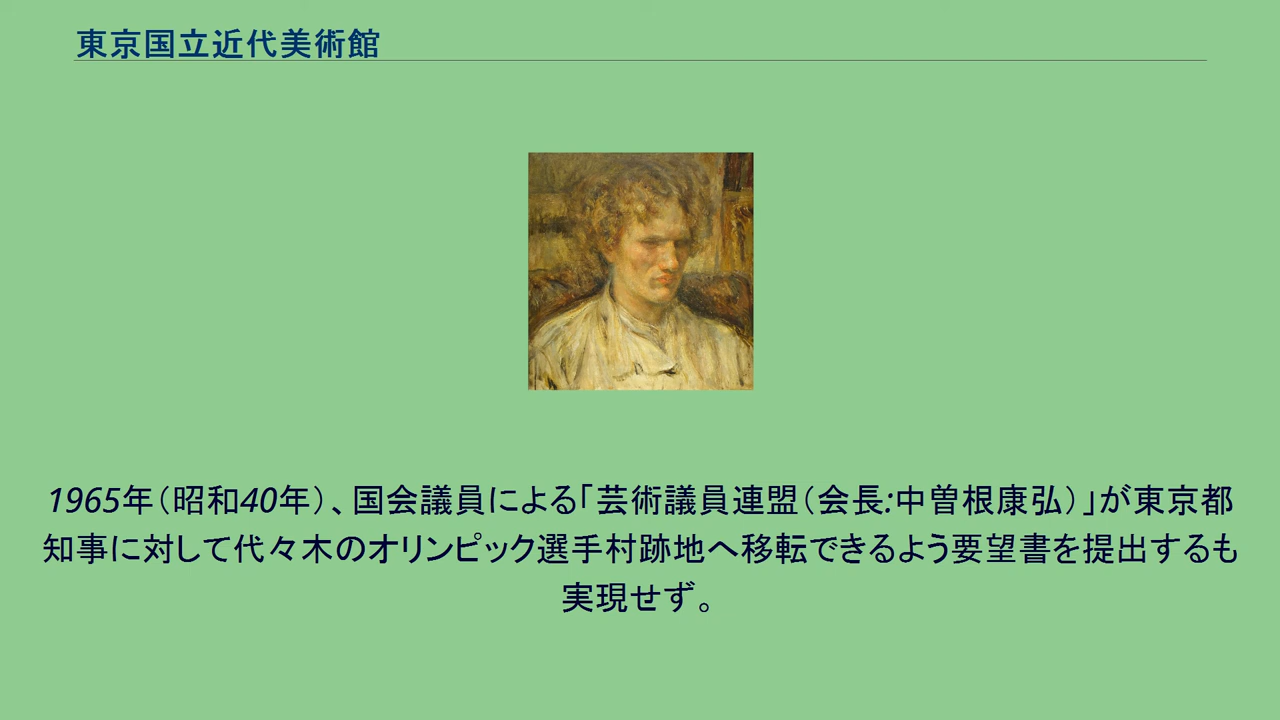 東京国立近代美術館
1965年（昭和40年）、国会議員による「芸術議員連盟（会長:中曽根康弘）」が東京都
知事に対して代々木のオリンピック選手村跡地へ移転できるよう要望書を提出するも
実現せず。